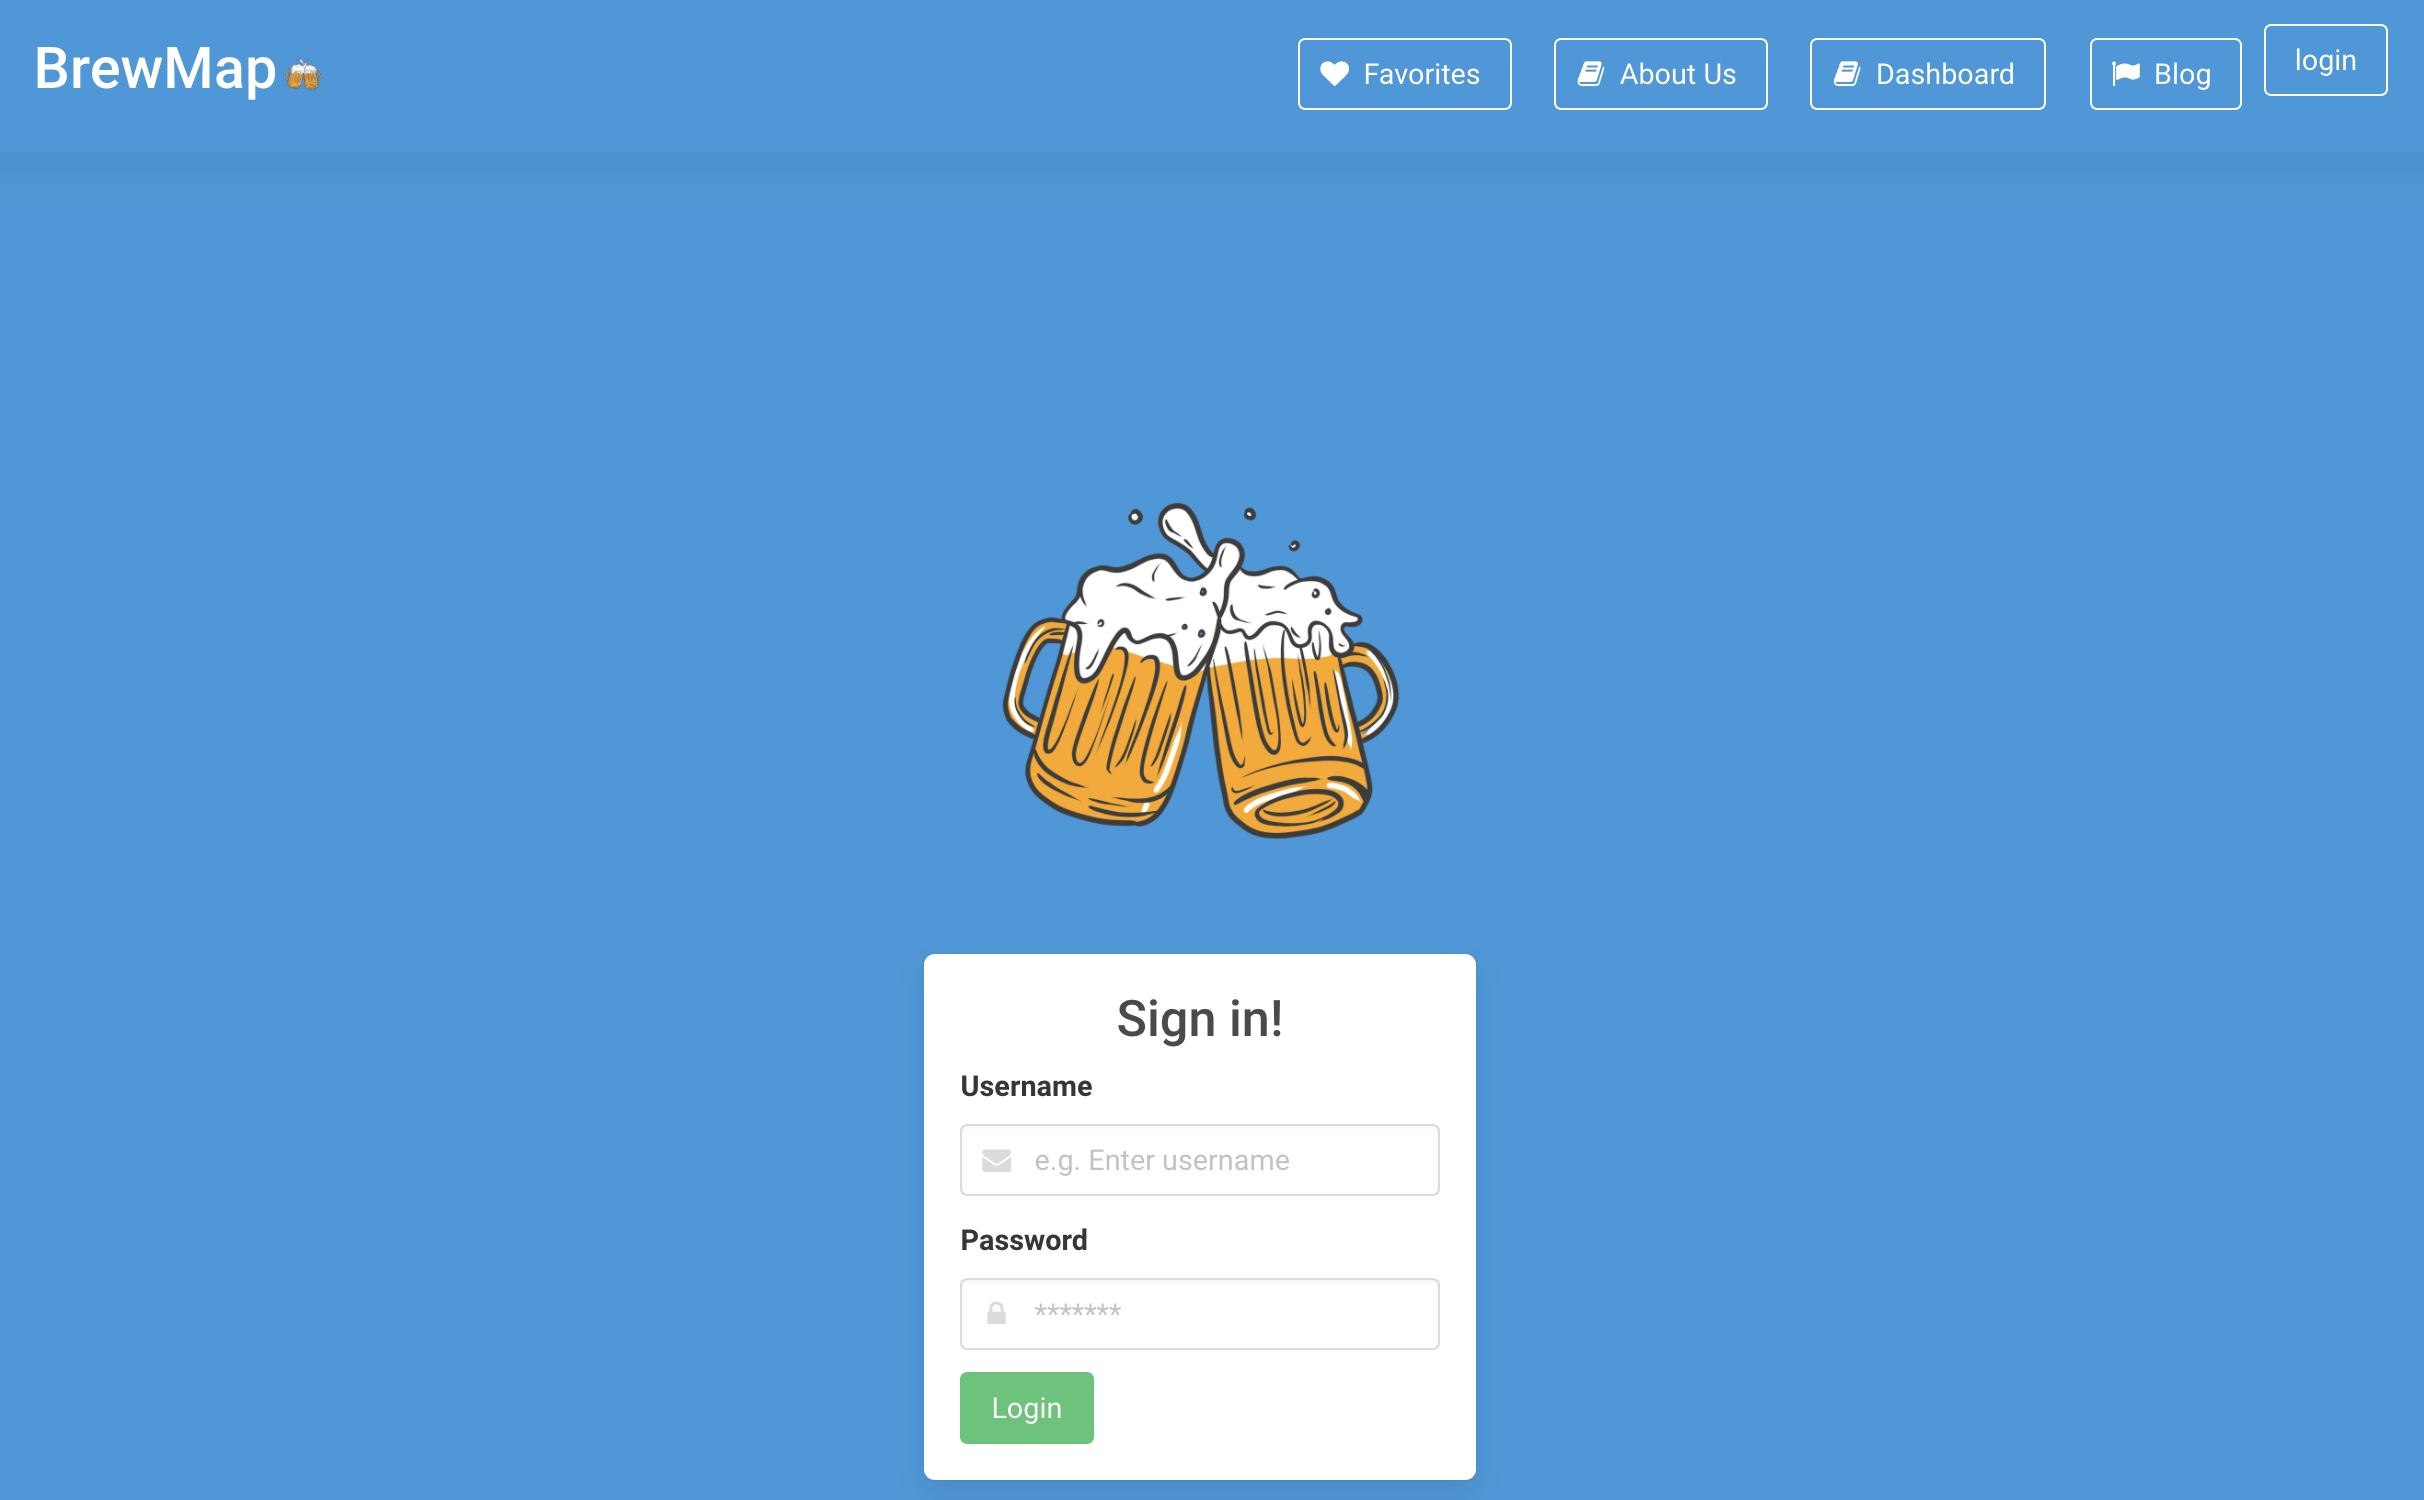 BrewMap
Favorites
About Us
Dashboard
Blog
login
Sign in!
Username
e.g. Enter username
Password
*******
Login